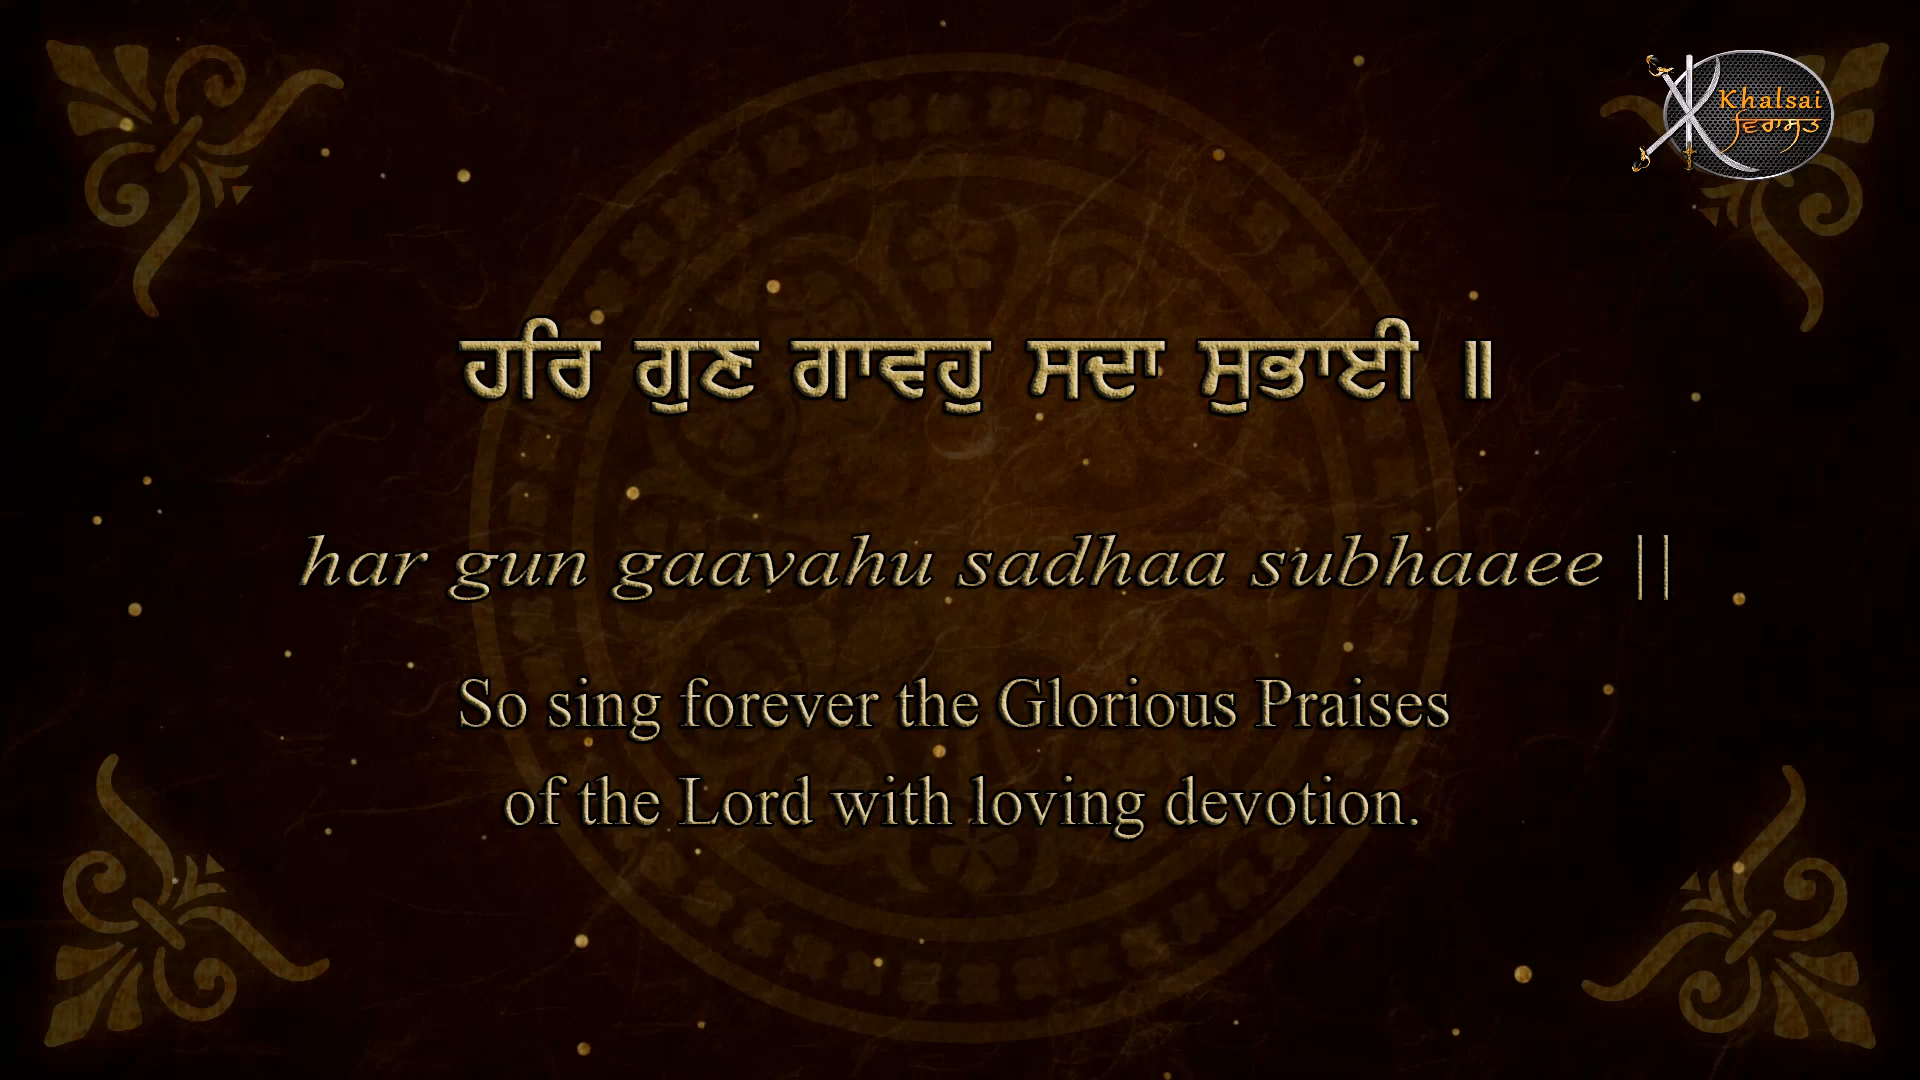 Khalsai
ਵਿਰਾਸਤ
ਹਰਿ ਗੁਣ ਗਾਵਹੁ ਸਦਾ ਸੁਭਾਈ ॥
har gun gaavahu sadhaa subhaaee ||
So sing forever the Glorious Praises
of the Lord with loving devotion.